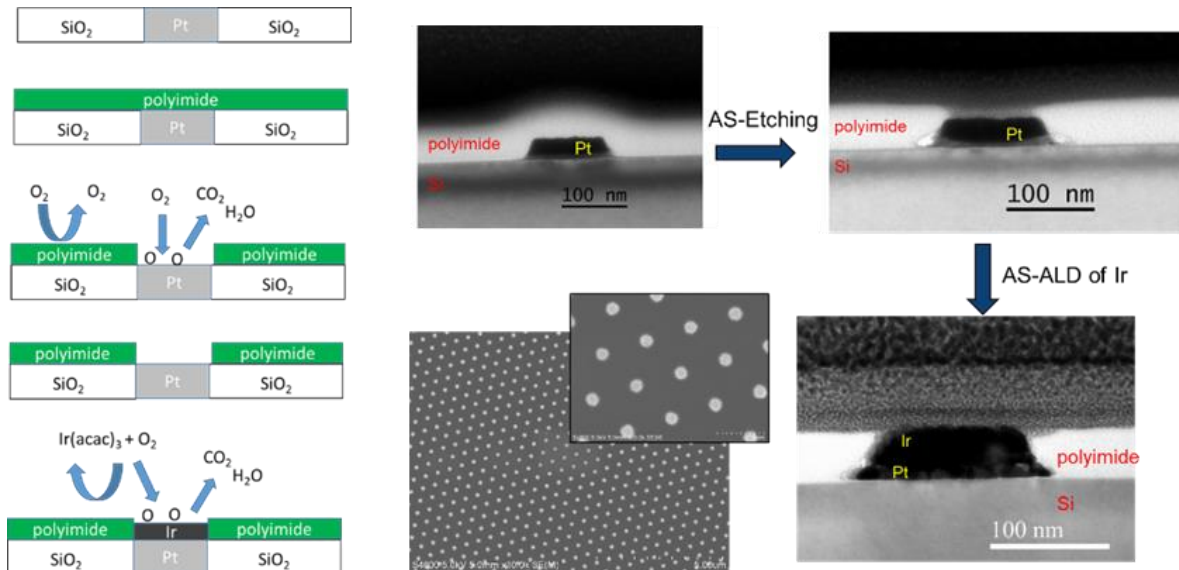 SiO2 Pt SiO2
polyimide
SiO2 Pt SiO2
O2 O2 O2 CO2
H2O
polyimide O O polyimide
SiO2 Pt SiO2
polyimide polyimide
SiO2 Pt SiO2
Ir(acac)3 + O2
CO2
H2O
O O
polyimide Ir polyimide
SiO2 Pt SiO2
polyimide
Pt
Si
100 nm
AS-Etching
polyimide
Pt
Si
100 nm
AS-ALD of Ir
Ir
Pt
polyimide
Si
100 nm
5.00um